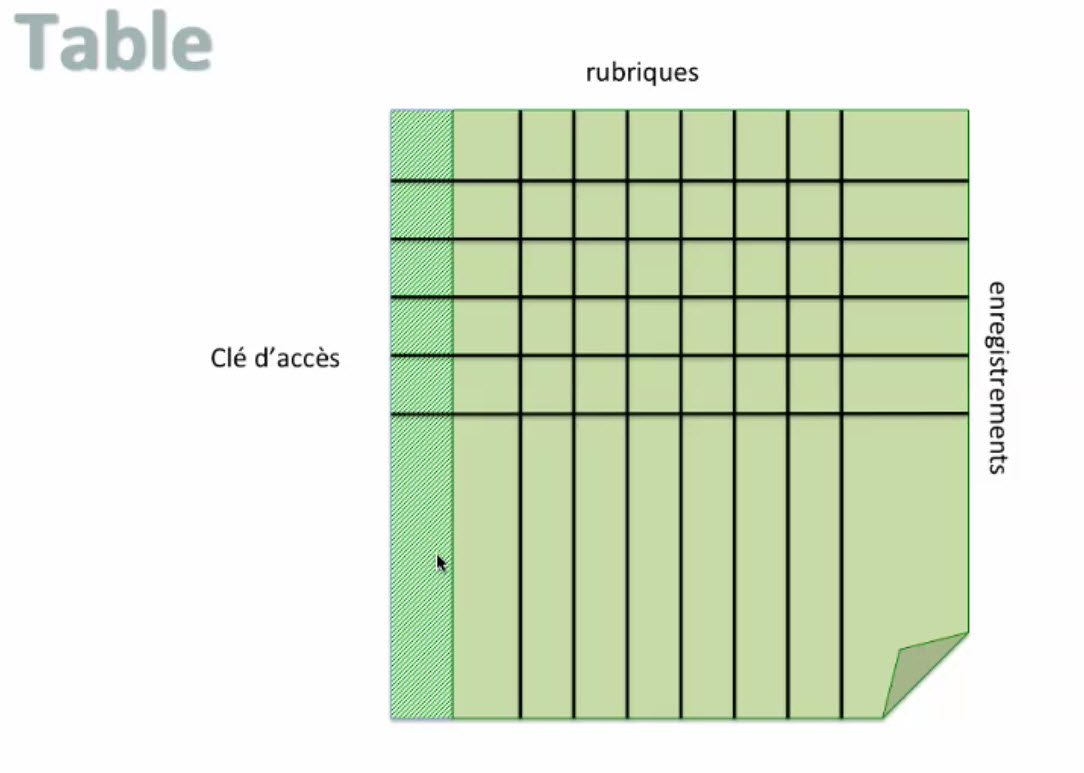 Table
rubriques
Clé d’accès
enregistrements